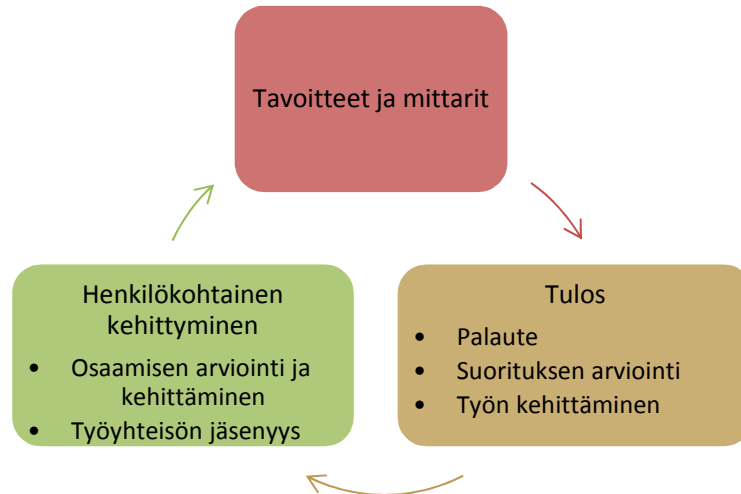 Tavoitteet ja mittarit
Henkilökohtainen
kehittyminen
• Osaamisen arviointi ja
kehittäminen
• Työyhteisön jäsenyys
Tulos
• Palaute
• Suorituksen arviointi
• Työn kehittäminen